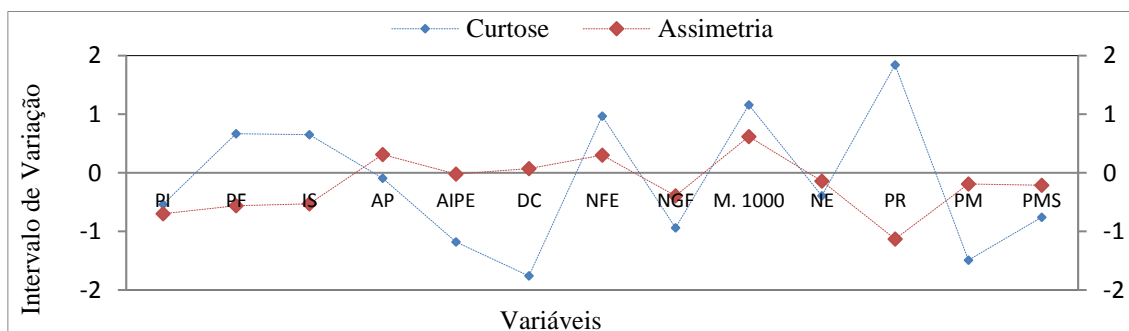 Curtose Assimetria
Intervalo de Variação
2 2
1 1
0 0
PI PF IS AP AIPE DC NFE NGF M. 1000 NE PR PM PMS
-1 -1
-2 -2
Variáveis